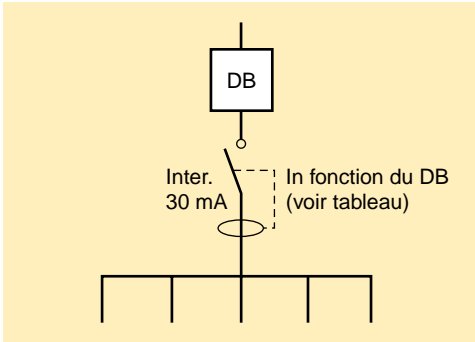 DB
Inter.
30 mA
In fonction du DB
(voir tableau)